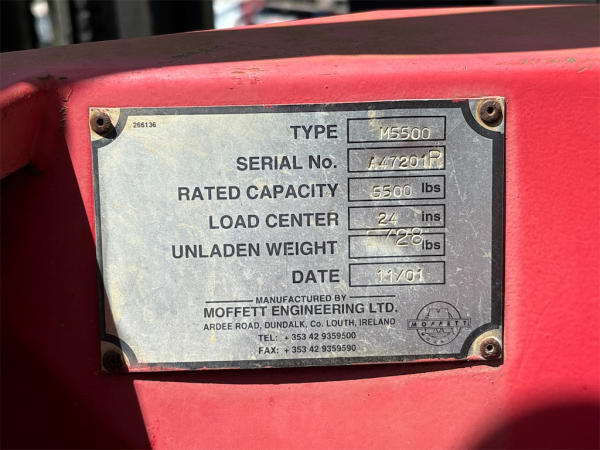 266136
TYPE M5500
SERIAL No. A47201R
RATED CAPACITY 5500 lbs
LOAD CENTER 24 ins
UNLADEN WEIGHT lbs
DATE 11/01
MANUFACTURED BY
MOFFETT ENGINEERING LTD.
ARDEE ROAD, DUNDALK, Co. LOUTH, IRELAND
TEL: + 353 42 9359500
FAX: + 353 42 9359590
MOFFETT